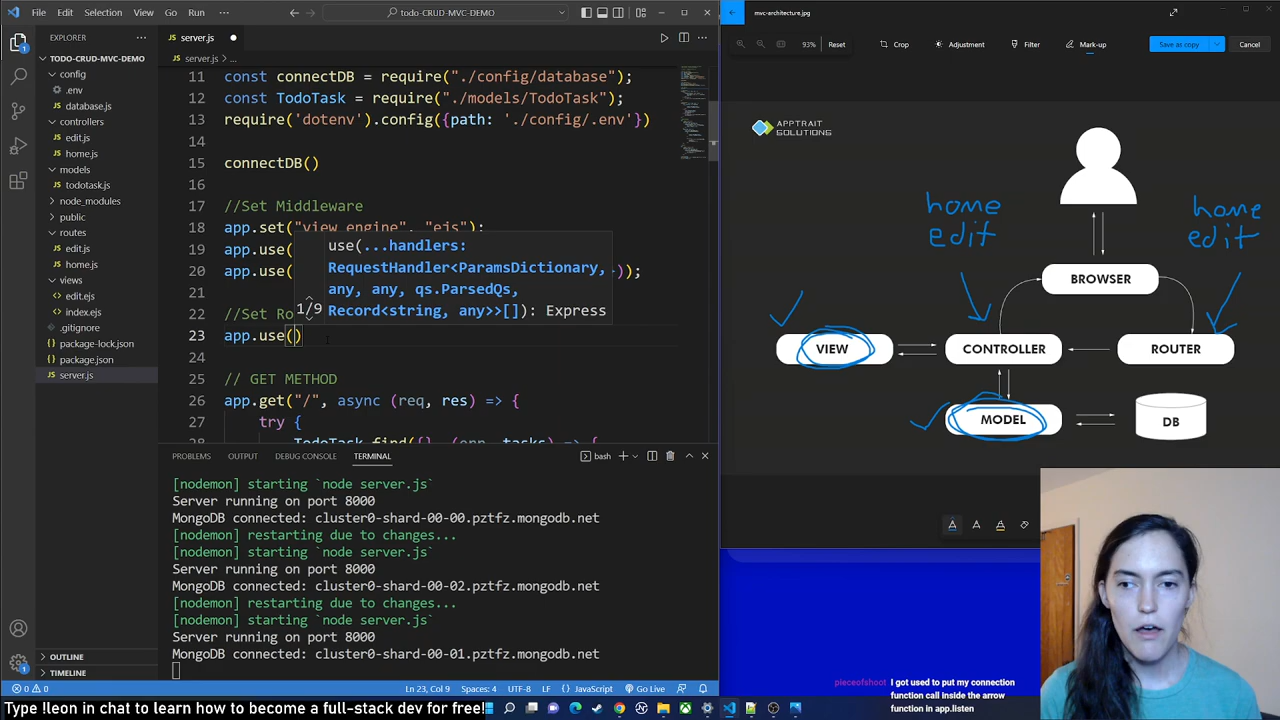 File Edit Selection View Go Run ... todo-CRUD-MVC-DEMO
EXPLORER
TODO-CRUD-MVC-DEMO
config
.env
database.js
controllers
edit.js
home.js
models
todotask.js
node_modules
public
routes
edit.js
home.js
views
edit.ejs
index.ejs
.gitignore
package-lock.json
package.json
server.js
OUTLINE
TIMELINE
server.js
server.js > ...
11 const connectDB = require("./config/database");
12 const TodoTask = require("./models/TodoTask");
13 require('dotenv').config({path: './config/.env'})
14
15 connectDB()
16
17 //Set Middleware
18 app.set("view engine", "ejs");
19 app.use(
20 app.use( ));
21
22 //Set Ro
23 app.use()
24
25 // GET METHOD
26 app.get("/", async (req, res) => {
27 try {
28 TodoTask.find({}, (err, tasks) => {
1/9
use(...handlers:
RequestHandler<ParamsDictionary,
any, any, qs.ParsedQs,
Record<string, any>>[]): Express
PROBLEMS OUTPUT DEBUG CONSOLE TERMINAL bash
[nodemon] starting `node server.js`
Server running on port 8000
MongoDB connected: cluster0-shard-00-00.pztfz.mongodb.net
[nodemon] restarting due to changes...
[nodemon] starting `node server.js`
Server running on port 8000
MongoDB connected: cluster0-shard-00-02.pztfz.mongodb.net
[nodemon] restarting due to changes...
[nodemon] starting `node server.js`
Server running on port 8000
MongoDB connected: cluster0-shard-00-01.pztfz.mongodb.net
0 0 Ln 23, Col 9 Spaces: 4 UTF-8 LF {} JavaScript Go Live
Type !leon in chat to learn how to become a full-stack dev for free!
mvc-architecture.jpg
93% Reset Crop Adjustment Filter Mark-up Save as copy Cancel
APPTRAIT
SOLUTIONS
home
edit
home
edit
BROWSER
VIEW
CONTROLLER
ROUTER
MODEL
DB
pieceofshoot I got used to put my connection
function call inside the arrow
function in app.listen